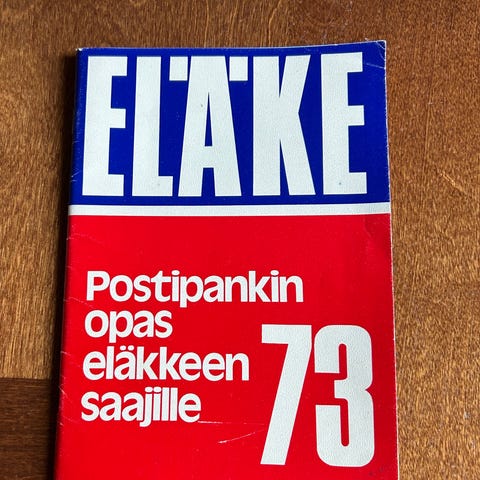 ELÄKE
Postipankin
opas
eläkkeen
saajille
73